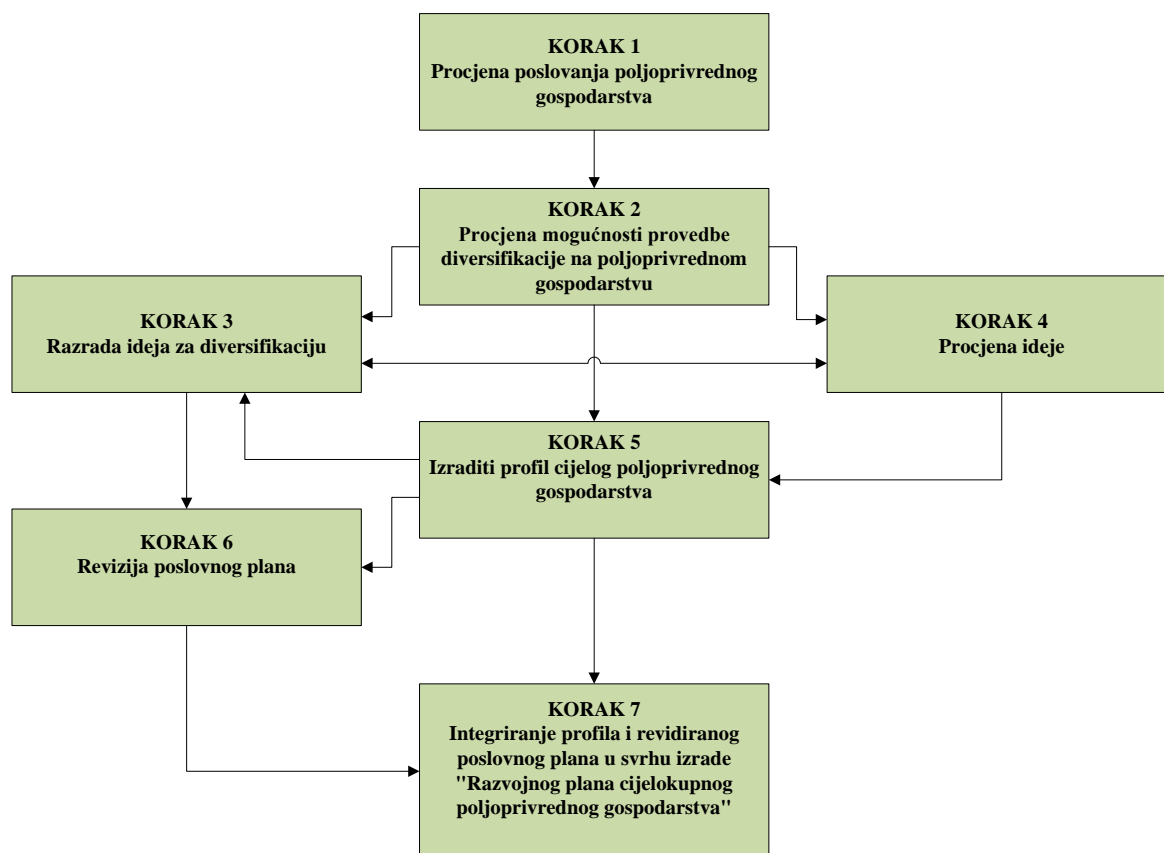 KORAK 1
Procjena poslovanja poljoprivrednog
gospodarstva
KORAK 2
Procjena mogućnosti provedbe
diversifikacije na poljoprivrednom
gospodarstvu
KORAK 3
Razrada ideja za diversifikaciju
KORAK 4
Procjena ideje
KORAK 5
Izraditi profil cijelog poljoprivrednog
gospodarstva
KORAK 6
Revizija poslovnog plana
KORAK 7
Integriranje profila i revidiranog
poslovnog plana u svrhu izrade
"Razvojnog plana cijelokupnog
poljoprivrednog gospodarstva"